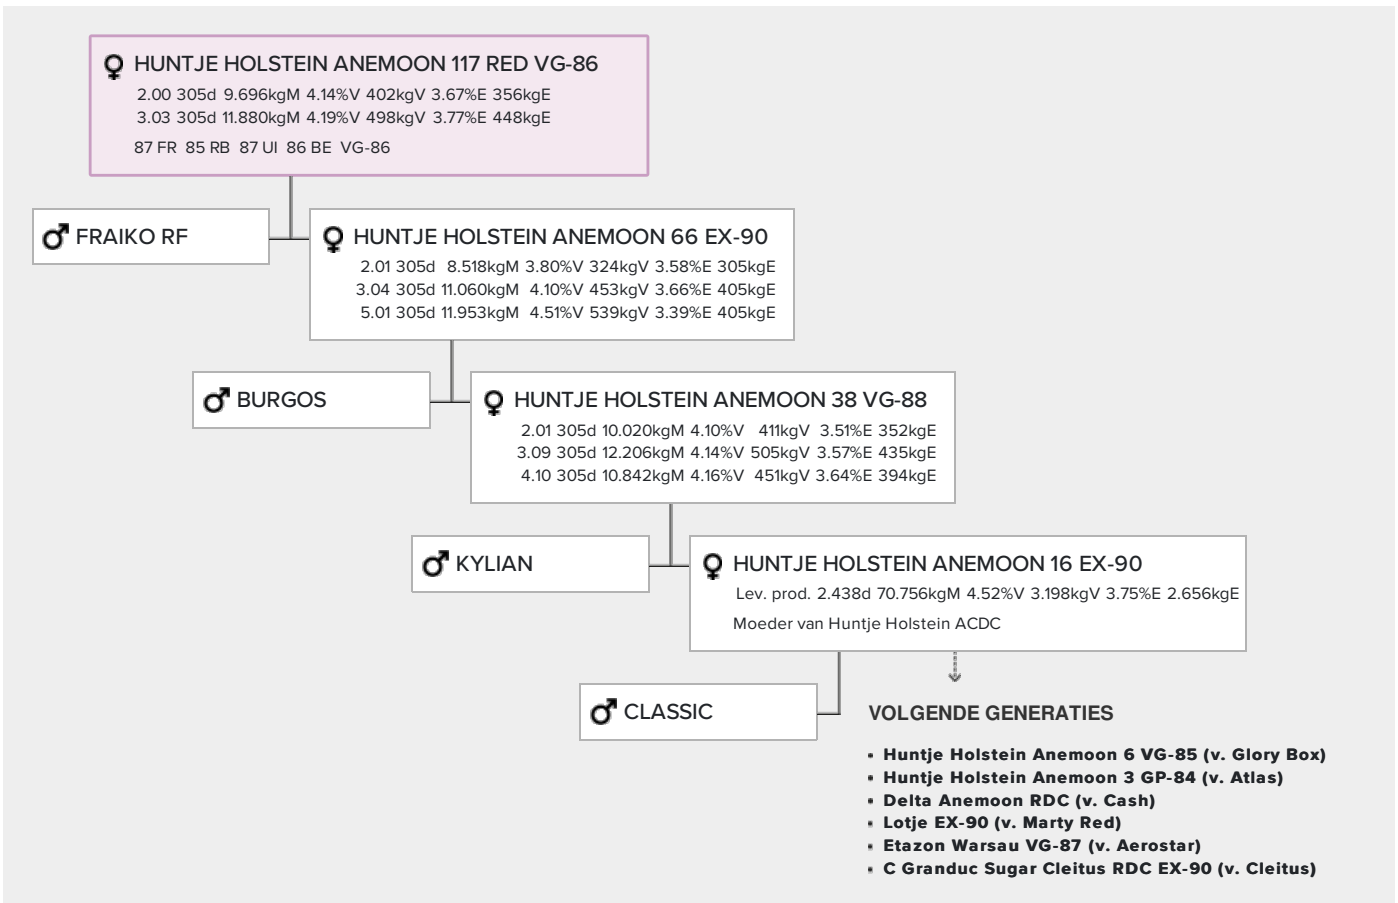 HUNTJE HOLSTEIN ANEMOON 117 RED VG-86
2.00 305d 9.696kgM 4.14%V 402kgV 3.67%E 356kgE
3.03 305d 11.880kgM 4.19%V 498kgV 3.77%E 448kgE
87 FR 85 RB 87 UI 86 BE VG-86
FRAIKO RF
HUNTJE HOLSTEIN ANEMOON 66 EX-90
2.01 305d 8.518kgM 3.80%V 324kgV 3.58%E 305kgE
3.04 305d 11.060kgM 4.10%V 453kgV 3.66%E 405kgE
5.01 305d 11.953kgM 4.51%V 539kgV 3.39%E 405kgE
BURGOS
HUNTJE HOLSTEIN ANEMOON 38 VG-88
2.01 305d 10.020kgM 4.10%V 411kgV 3.51%E 352kgE
3.09 305d 12.206kgM 4.14%V 505kgV 3.57%E 435kgE
4.10 305d 10.842kgM 4.16%V 451kgV 3.64%E 394kgE
KYLIAN
HUNTJE HOLSTEIN ANEMOON 16 EX-90
Lev. prod. 2.438d 70.756kgM 4.52%V 3.198kgV 3.75%E 2.656kgE
Moeder van Huntje Holstein ACDC
CLASSIC
VOLGENDE GENERATIES
• Huntje Holstein Anemoon 6 VG-85 (v. Glory Box)
• Huntje Holstein Anemoon 3 GP-84 (v. Atlas)
• Delta Anemoon RDC (v. Cash)
• Lotje EX-90 (v. Marty Red)
• Etazon Warsau VG-87 (v. Aerostar)
• C Granduc Sugar Cleitus RDC EX-90 (v. Cleitus)